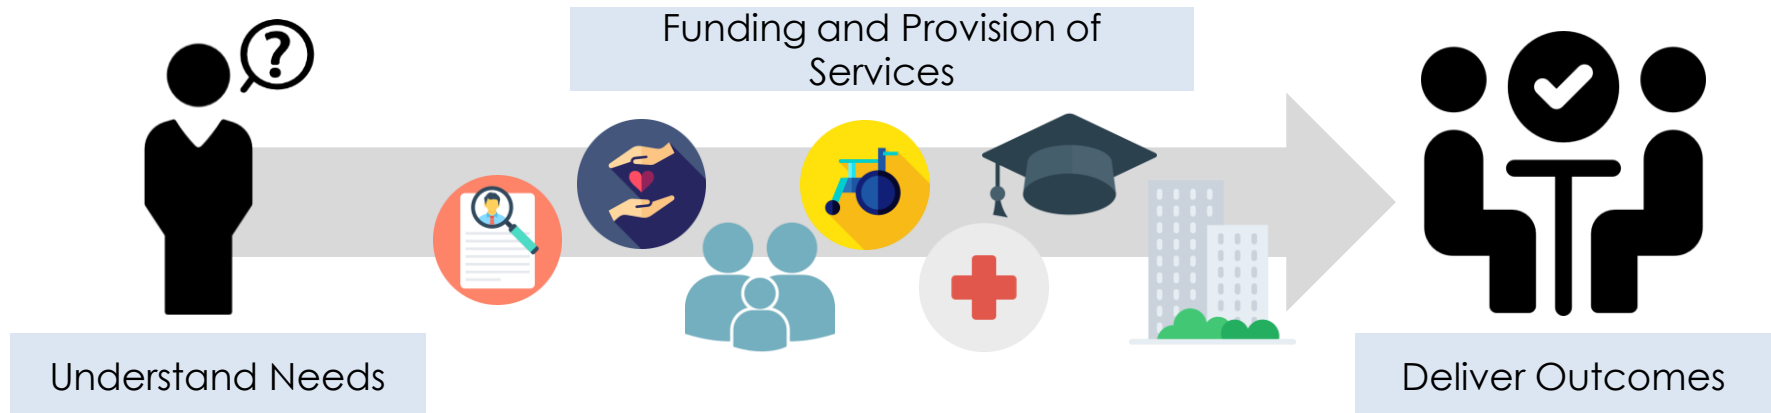 Funding and Provision of
Services
Understand Needs
Deliver Outcomes